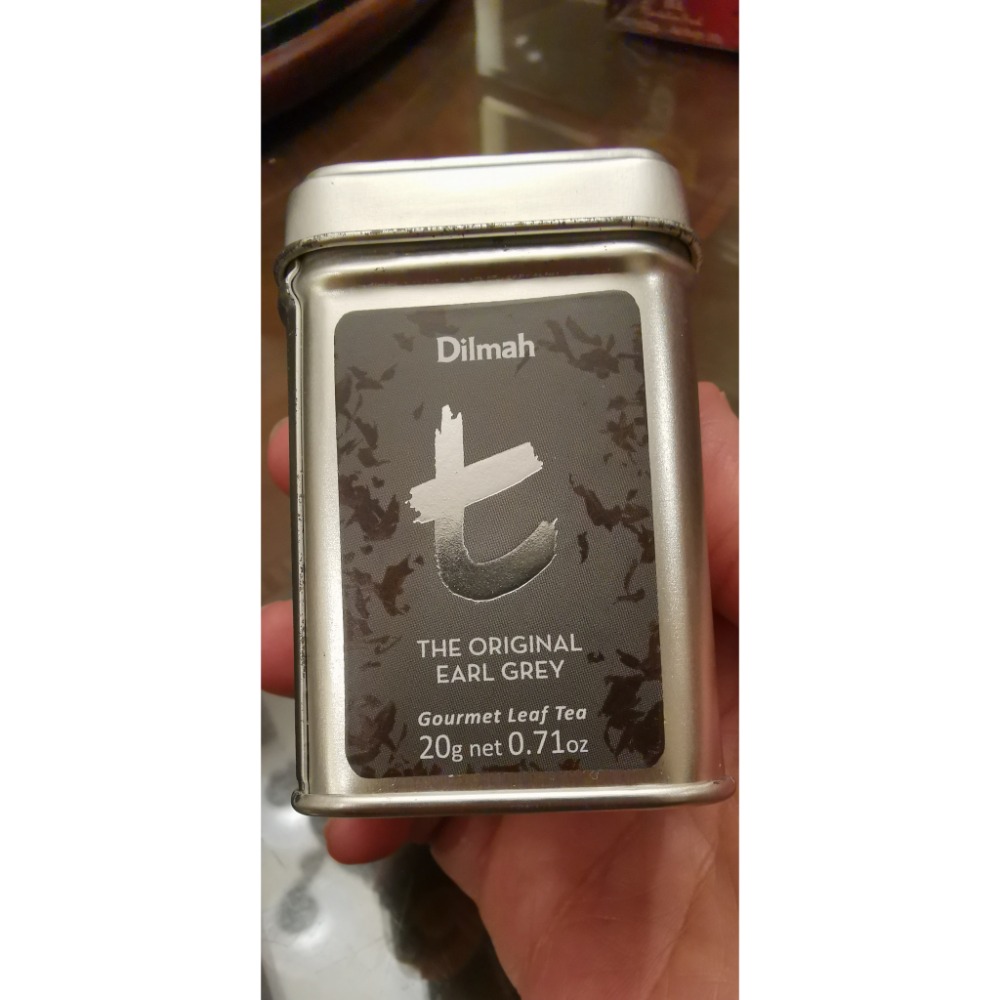 Dilmah
t
THE ORIGINAL
EARL GREY
Gourmet Leaf Tea
20g net 0.71oz